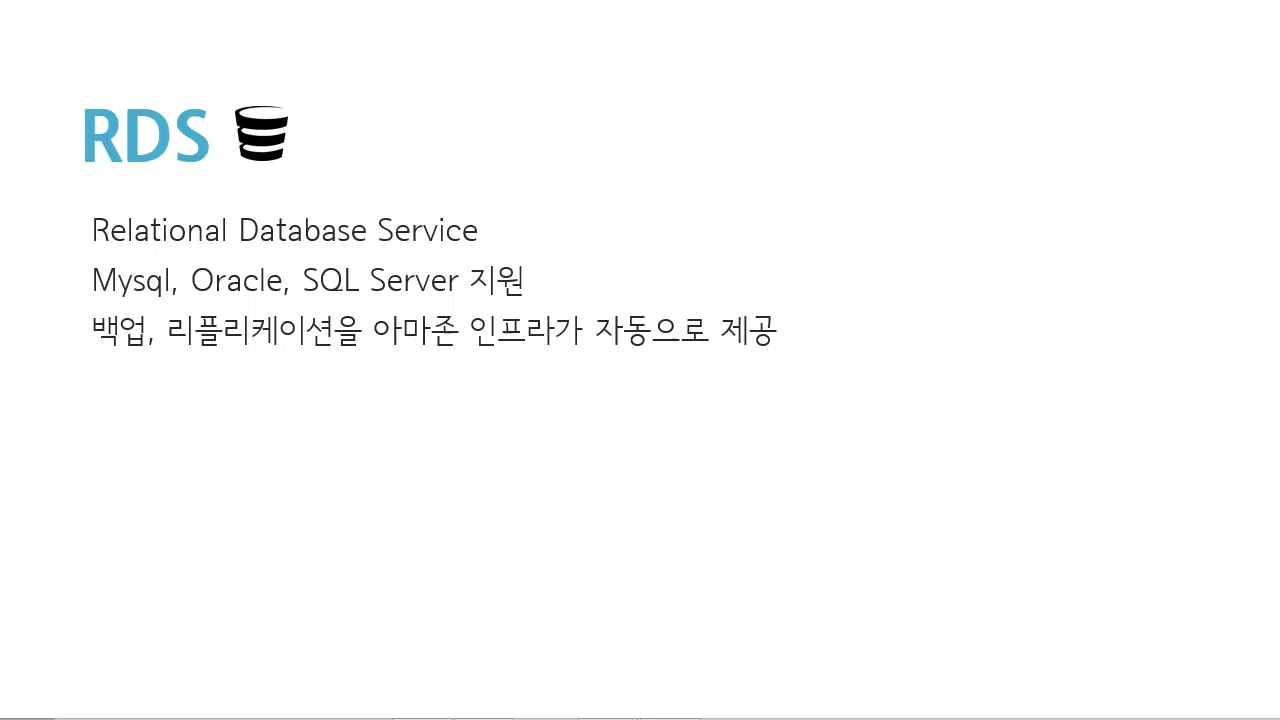 RDS
Relational Database Service
Mysql, Oracle, SQL Server 지원
백업, 리플리케이션을 아마존 인프라가 자동으로 제공